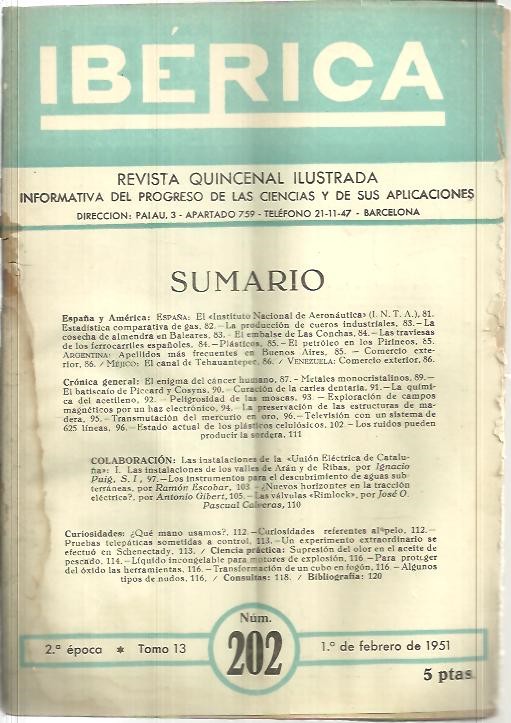 IBÉRICA
REVISTA QUINCENAL ILUSTRADA
INFORMATIVA DEL PROGRESO DE LAS CIENCIAS Y DE SUS APLICACIONES
DIRECCION: PALAU, 3 - APARTADO 759 - TELÉFONO 21-11-47 - BARCELONA
SUMARIO
España y América: ESPAÑA: El «Instituto Nacional de Aeronáutica» (I. N. T. A.), 81.
Estadística comparativa de gas, 82.—La producción de cueros industriales, 83.—La
cosecha de almendra en Baleares, 83.- El embalse de Las Conchas, 84.—Las traviesas
de los ferrocarriles españoles, 84.—Plásticos, 85.—El petróleo en los Pirineos, 85.
ARGENTINA: Apellidos más frecuentes en Buenos Aires, 85. — Comercio exte-
rior, 86. / MÉJICO: El canal de Tehauantepec, 86. / VENEZUELA: Comercio exterior, 86.
Crónica general: El enigma del cáncer humano, 87.- Metales monocristalinos, 89.—
El batiscafo de Piccard y Cosyns, 90.—Curación de la caries dentaria, 91.—La quími-
ca del acetileno, 92.— Peligrosidad de las moscas, 93. — Exploración de campos
magnéticos por un haz electrónico, 94.—La preservación de las estructuras de ma-
dera, 95.—Transmutación del mercurio en oro, 96.—Televisión con un sistema de
625 líneas, 96.—Estado actual de los plásticos celulósicos, 102.—Los ruidos pueden
producir la sordera, 111
COLABORACIÓN: Las instalaciones de la «Unión Eléctrica de Catalu-
ña»: I. Las instalaciones de los valles de Arán y de Ribas, por Ignacio
Puig, S. I., 97.—Los instrumentos para el descubrimiento de aguas sub-
terráneas, por Ramón Escobar, 103.- ¿Nuevos horizontes en la tracción
eléctrica?, por Antonio Gibert, 105.—Las válvulas «Rimlock», por José O.
Pascual Calveras, 110
Curiosidades: ¿Qué mano usamos?, 112.—Curiosidades referentes al pelo, 112.—
Pruebas telepáticas sometidas a control, 113.—Un experimento extraordinario se
efectuó en Schenectady, 113. / Ciencia práctica: Supresión del olor en el aceite de
pescado, 114.—Líquido incongelable para motores de explosión, 116.—Para proteger
del óxido las herramientas, 116.—Transformación de un cubo en fogón, 116.—Algunos
tipos de nudos, 116, / Consultas: 118. / Bibliografía: 120
Núm.
2.ª época * Tomo 13 202 1.º de febrero de 1951
5 ptas.